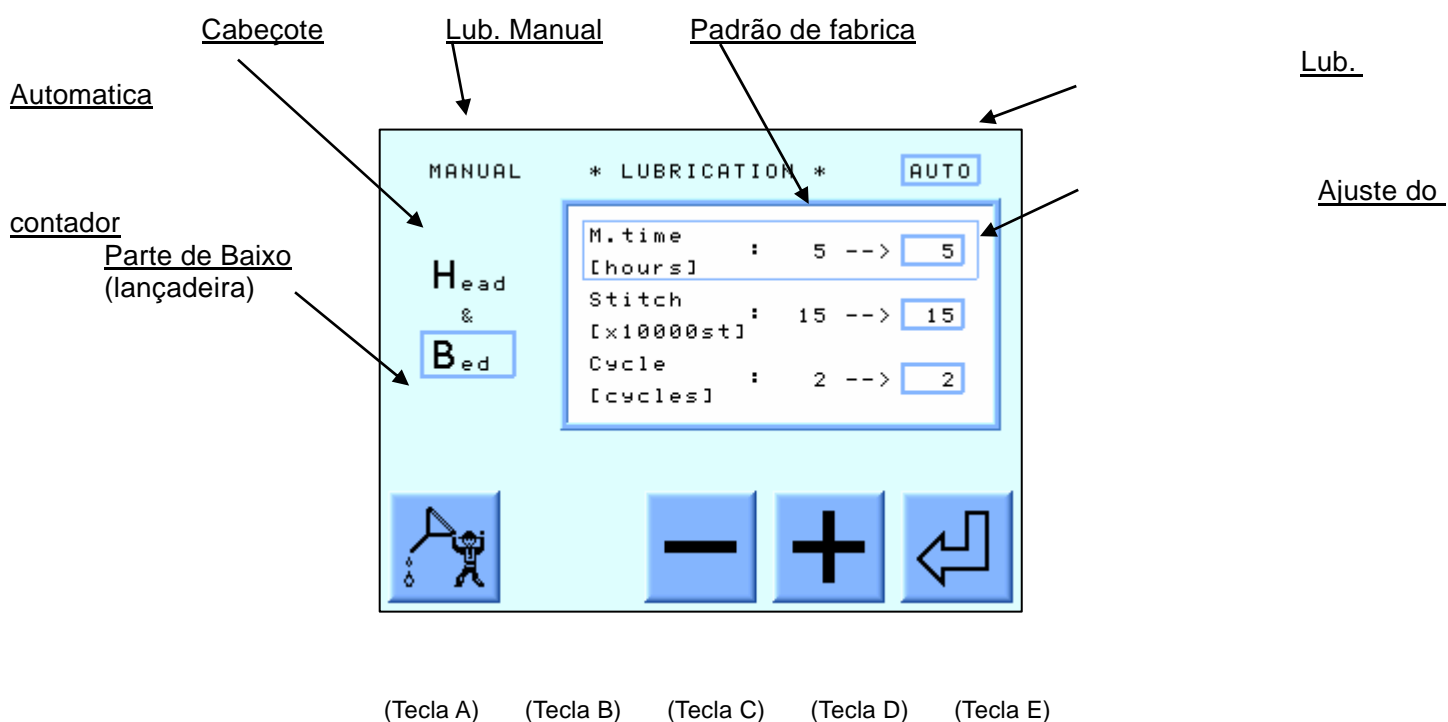 Cabeçote Lub. Manual Padrão de fabrica Lub.
Automatica
MANUAL * LUBRICATION * AUTO
Ajuste do
contador
Parte de Baixo
(lançadeira)
Head
&
Bed
M.time
[hours] : 5 --> 5
Stitch
[x10000st] : 15 --> 15
Cycle
[cycles] : 2 --> 2
(Tecla A) (Tecla B) (Tecla C) (Tecla D) (Tecla E)